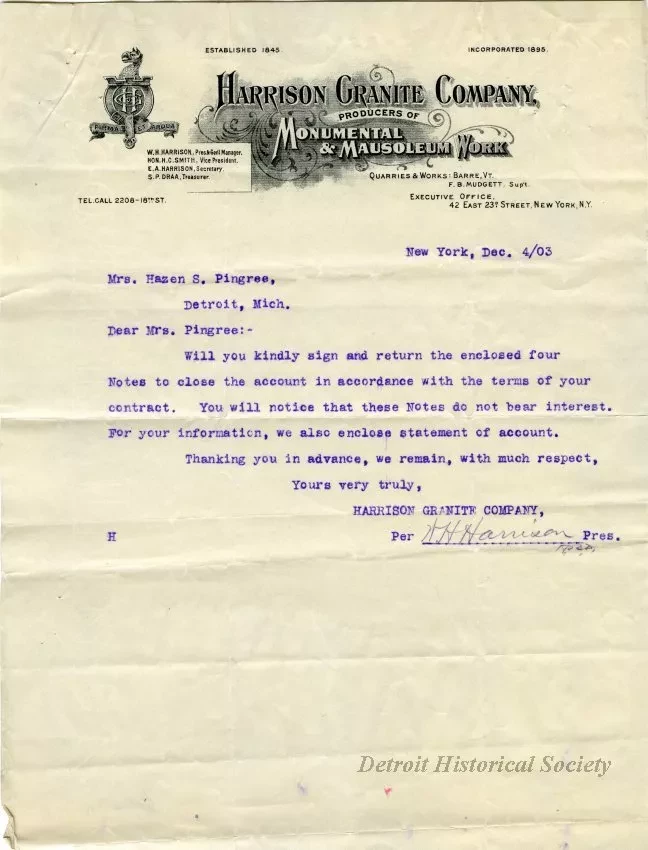 ESTABLISHED 1845.
INCORPORATED 1895.
HARRISON GRANITE COMPANY,
PRODUCERS OF
MONUMENTAL
& MAUSOLEUM WORK
W.H. HARRISON, Pres & Genl Manager.
HON. H.C. SMITH, Vice President.
E.A. HARRISON, Secretary.
S.P. DRAA, Treasurer.
QUARRIES & WORKS: BARRE, VT.
F.B. MUDGETT, Sup't.
TEL. CALL 2208-18TH ST.
EXECUTIVE OFFICE,
42 EAST 23D STREET, NEW YORK, N.Y.
New York, Dec. 4/03
Mrs. Hazen S. Pingree,
Detroit, Mich.
Dear Mrs. Pingree:-
Will you kindly sign and return the enclosed four
Notes to close the account in accordance with the terms of your
contract. You will notice that these Notes do not bear interest.
For your information, we also enclose statement of account.
Thanking you in advance, we remain, with much respect,
Yours very truly,
HARRISON GRANITE COMPANY,
H
Per W H Harrison Pres.
Detroit Historical Society